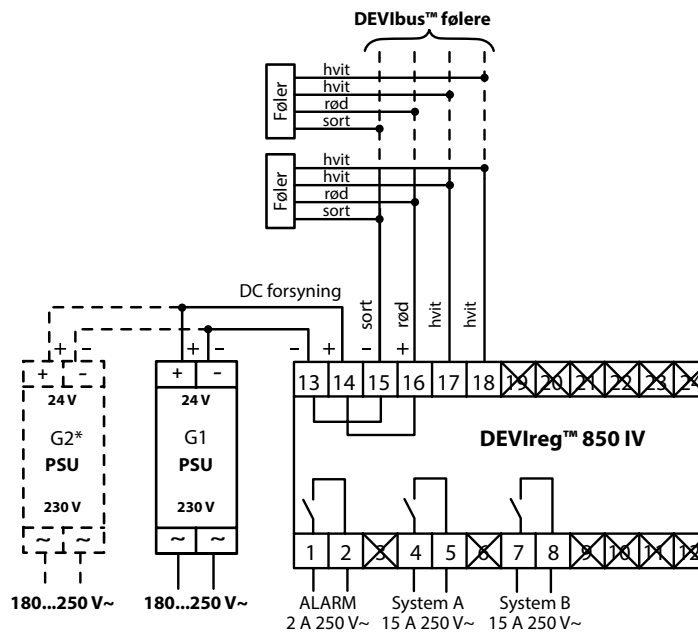 DEVIbus™ følere
Føler
hvit
hvit
rød
sort
Føler
hvit
hvit
rød
sort
DC forsyning
sort
rød
hvit
hvit
+ –
+ –
– + – +
+ -
24 V
G2*
PSU
230 V
~ ~
180...250 V~
+ -
24 V
G1
PSU
230 V
~ ~
180...250 V~
13 14 15 16 17 18 19 20 21 22 23 24
DEVIreg™ 850 IV
1 2 3 4 5 6 7 8 9 10 11 12
ALARM
2 A 250 V~
System A
15 A 250 V~
System B
15 A 250 V~